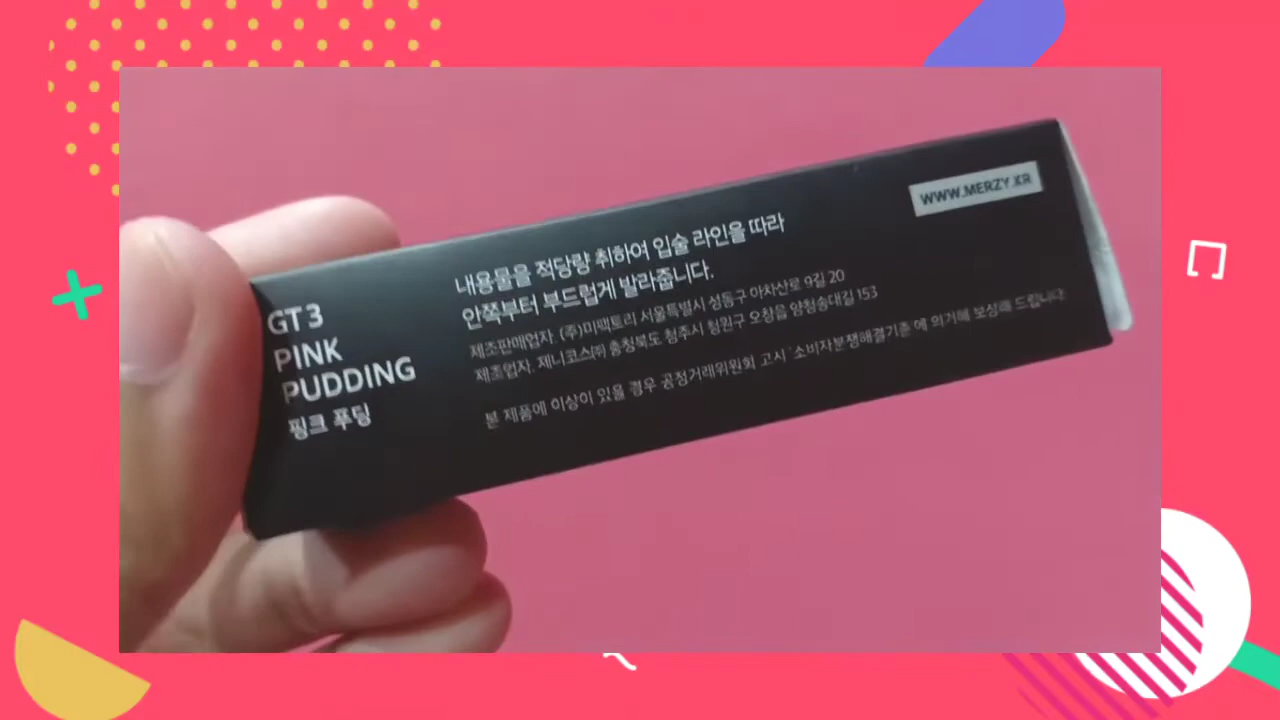 GT 3
PINK
PUDDING
핑크 푸딩
내용물을 적당량 취하여 입술 라인을 따라
안쪽부터 부드럽게 발라줍니다.
제조판매업자. (주)미팩토리 서울특별시 성동구 아차산로 9길 20
제조업자. 제니코스㈜ 충청북도 청주시 청원구 오창읍 양청송대길 153
본 제품에 이상이 있을 경우 공정거래위원회 고시 '소비자분쟁해결기준'에 의거해 보상해 드립니다.
WWW.MERZY.KR